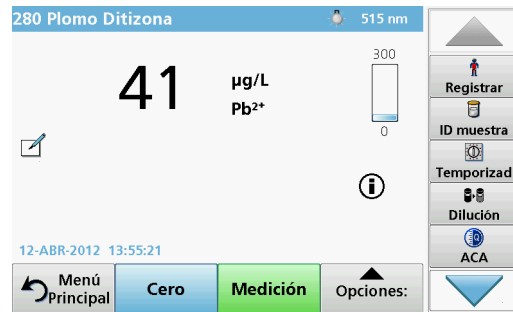 280 Plomo Ditizona
515 nm
41
µg/L
Pb²⁺
300
0
12-ABR-2012 13:55:21
Menú
Principal
Cero
Medición
Opciones:
Registrar
ID muestra
Temporizad
Dilución
ACA